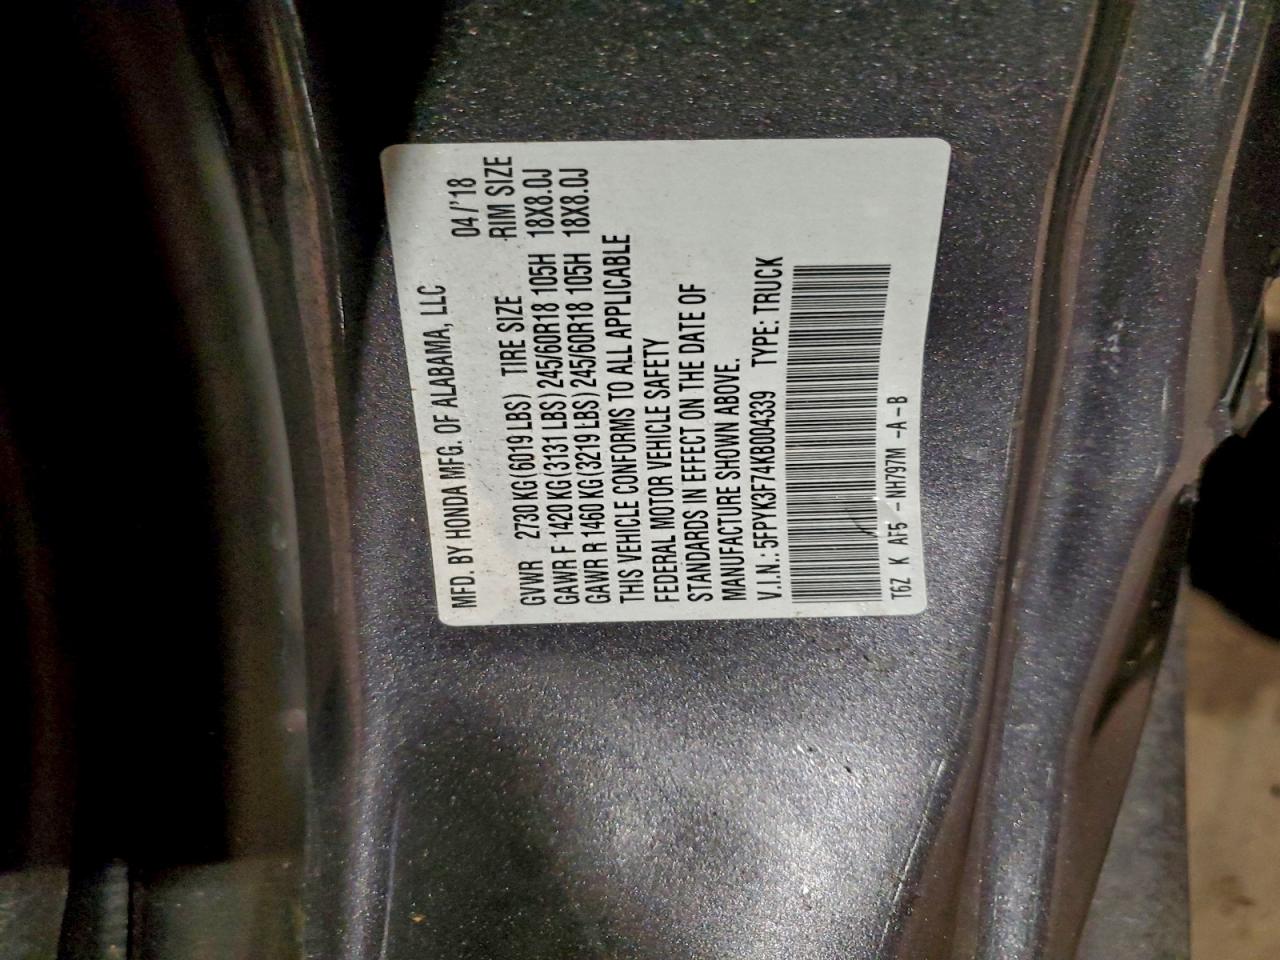 MFD. BY HONDA MFG. OF ALABAMA, LLC 04/'18
GVWR 2730 KG(6019 LBS) TIRE SIZE RIM SIZE
GAWR F 1420 KG(3131 LBS) 245/60R18 105H 18X8.0J
GAWR R 1460 KG(3219 LBS) 245/60R18 105H 18X8.0J
THIS VEHICLE CONFORMS TO ALL APPLICABLE
FEDERAL MOTOR VEHICLE SAFETY
STANDARDS IN EFFECT ON THE DATE OF
MANUFACTURE SHOWN ABOVE.
V.I.N.: 5FPYK3F74KB004339 TYPE: TRUCK
T6Z K AF5 - NH797M -A-B